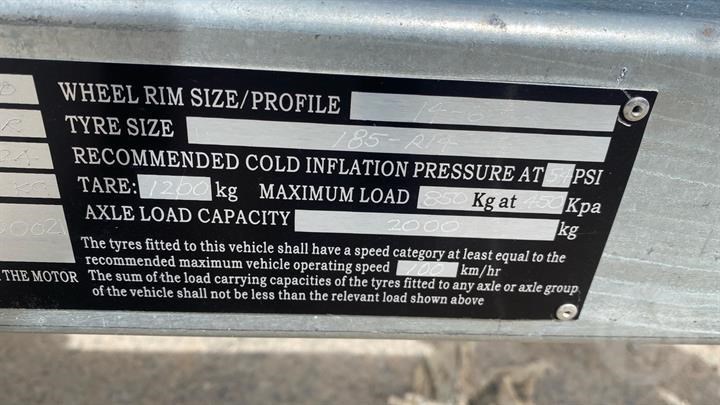 WHEEL RIM SIZE/PROFILE
TYRE SIZE 185-R14
RECOMMENDED COLD INFLATION PRESSURE AT 54 PSI
TARE: 1200 kg MAXIMUM LOAD 850 Kg at 450 Kpa
AXLE LOAD CAPACITY 2000 kg
The tyres fitted to this vehicle shall have a speed category at least equal to the
recommended maximum vehicle operating speed 100 km/hr
THE MOTOR The sum of the load carrying capacities of the tyres fitted to any axle or axle group
of the vehicle shall not be less than the relevant load shown above